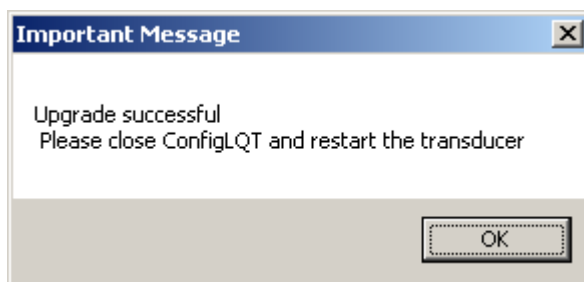 Important Message
Upgrade successful
Please close ConfigLQT and restart the transducer
OK